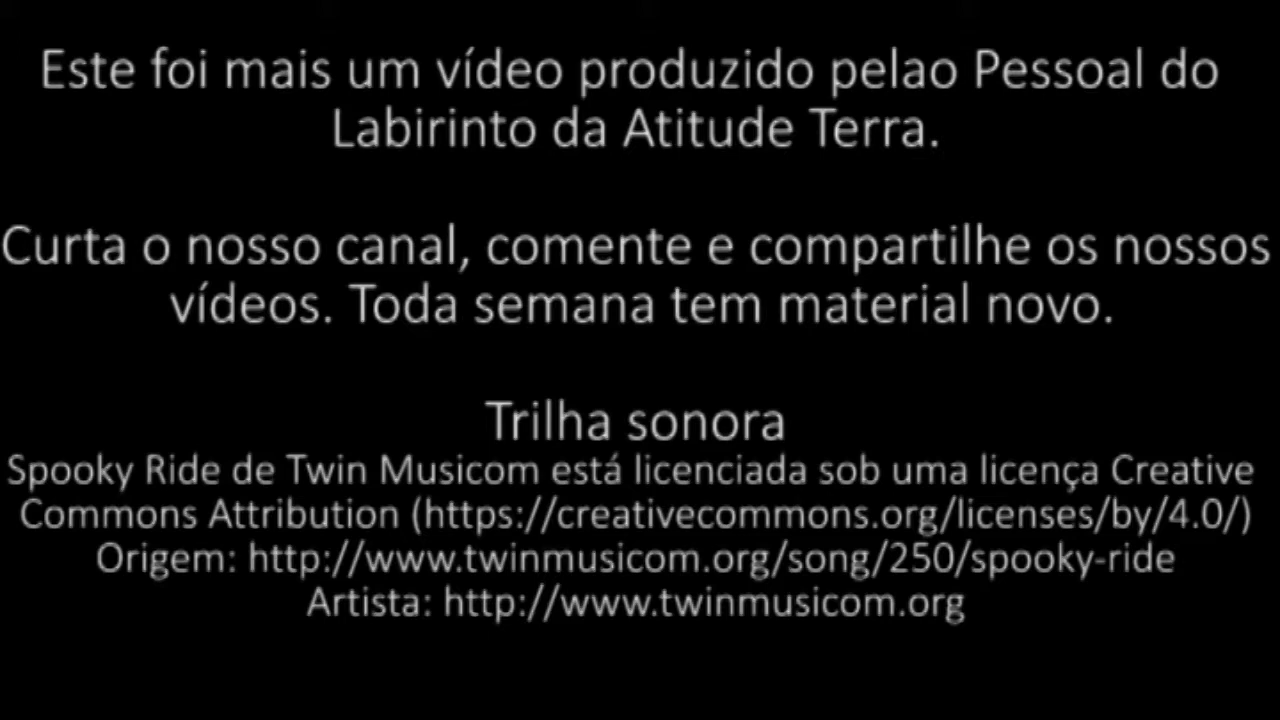 Este foi mais um vídeo produzido pelao Pessoal do
Labirinto da Atitude Terra.
Curta o nosso canal, comente e compartilhe os nossos
vídeos. Toda semana tem material novo.
Trilha sonora
Spooky Ride de Twin Musicom está licenciada sob uma licença Creative
Commons Attribution (https://creativecommons.org/licenses/by/4.0/)
Origem: http://www.twinmusicom.org/song/250/spooky-ride
Artista: http://www.twinmusicom.org